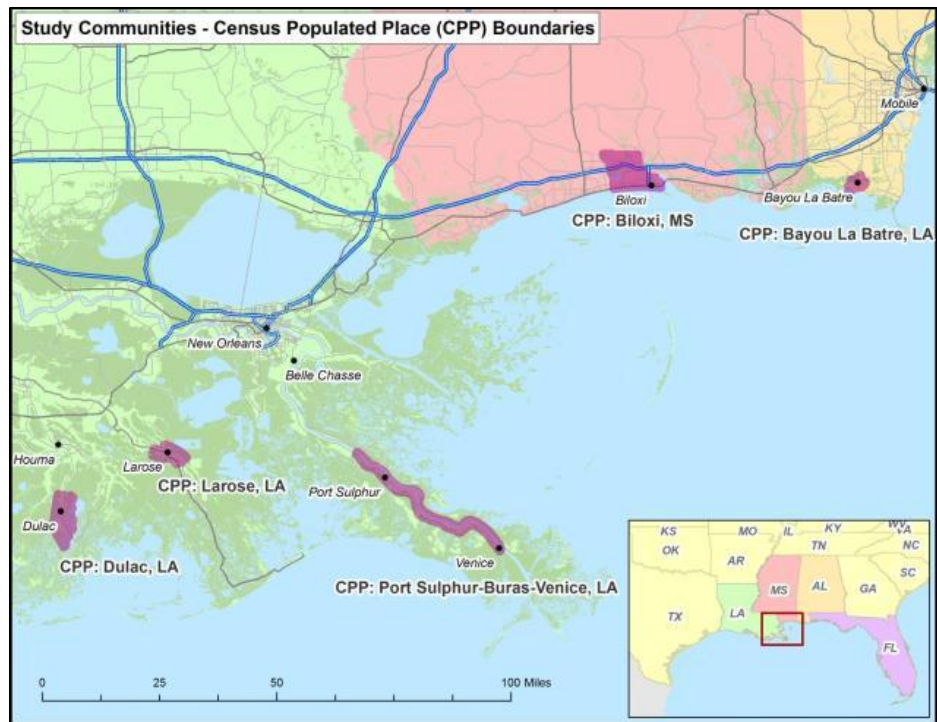 Study Communities - Census Populated Place (CPP) Boundaries
Mobile
Biloxi
Bayou La Batre
CPP: Biloxi, MS
CPP: Bayou La Batre, LA
New Orleans
Belle Chasse
Houma
Larose
CPP: Larose, LA
Port Sulphur
Dulac
CPP: Dulac, LA
Venice
CPP: Port Sulphur-Buras-Venice, LA
KS
MO
IL
KY
WV
VA
OK
AR
TN
NC
SC
MS
AL
GA
LA
TX
FL
0
25
50
100 Miles